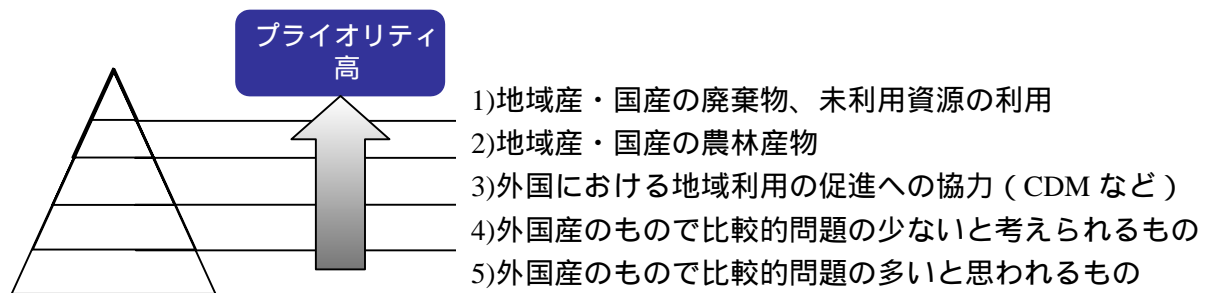 プライオリティ
高
1)地域産・国産の廃棄物、未利用資源の利用
2)地域産・国産の農林産物
3)外国における地域利用の促進への協力（CDM など）
4)外国産のもので比較的問題の少ないと考えられるもの
5)外国産のもので比較的問題の多いと思われるもの